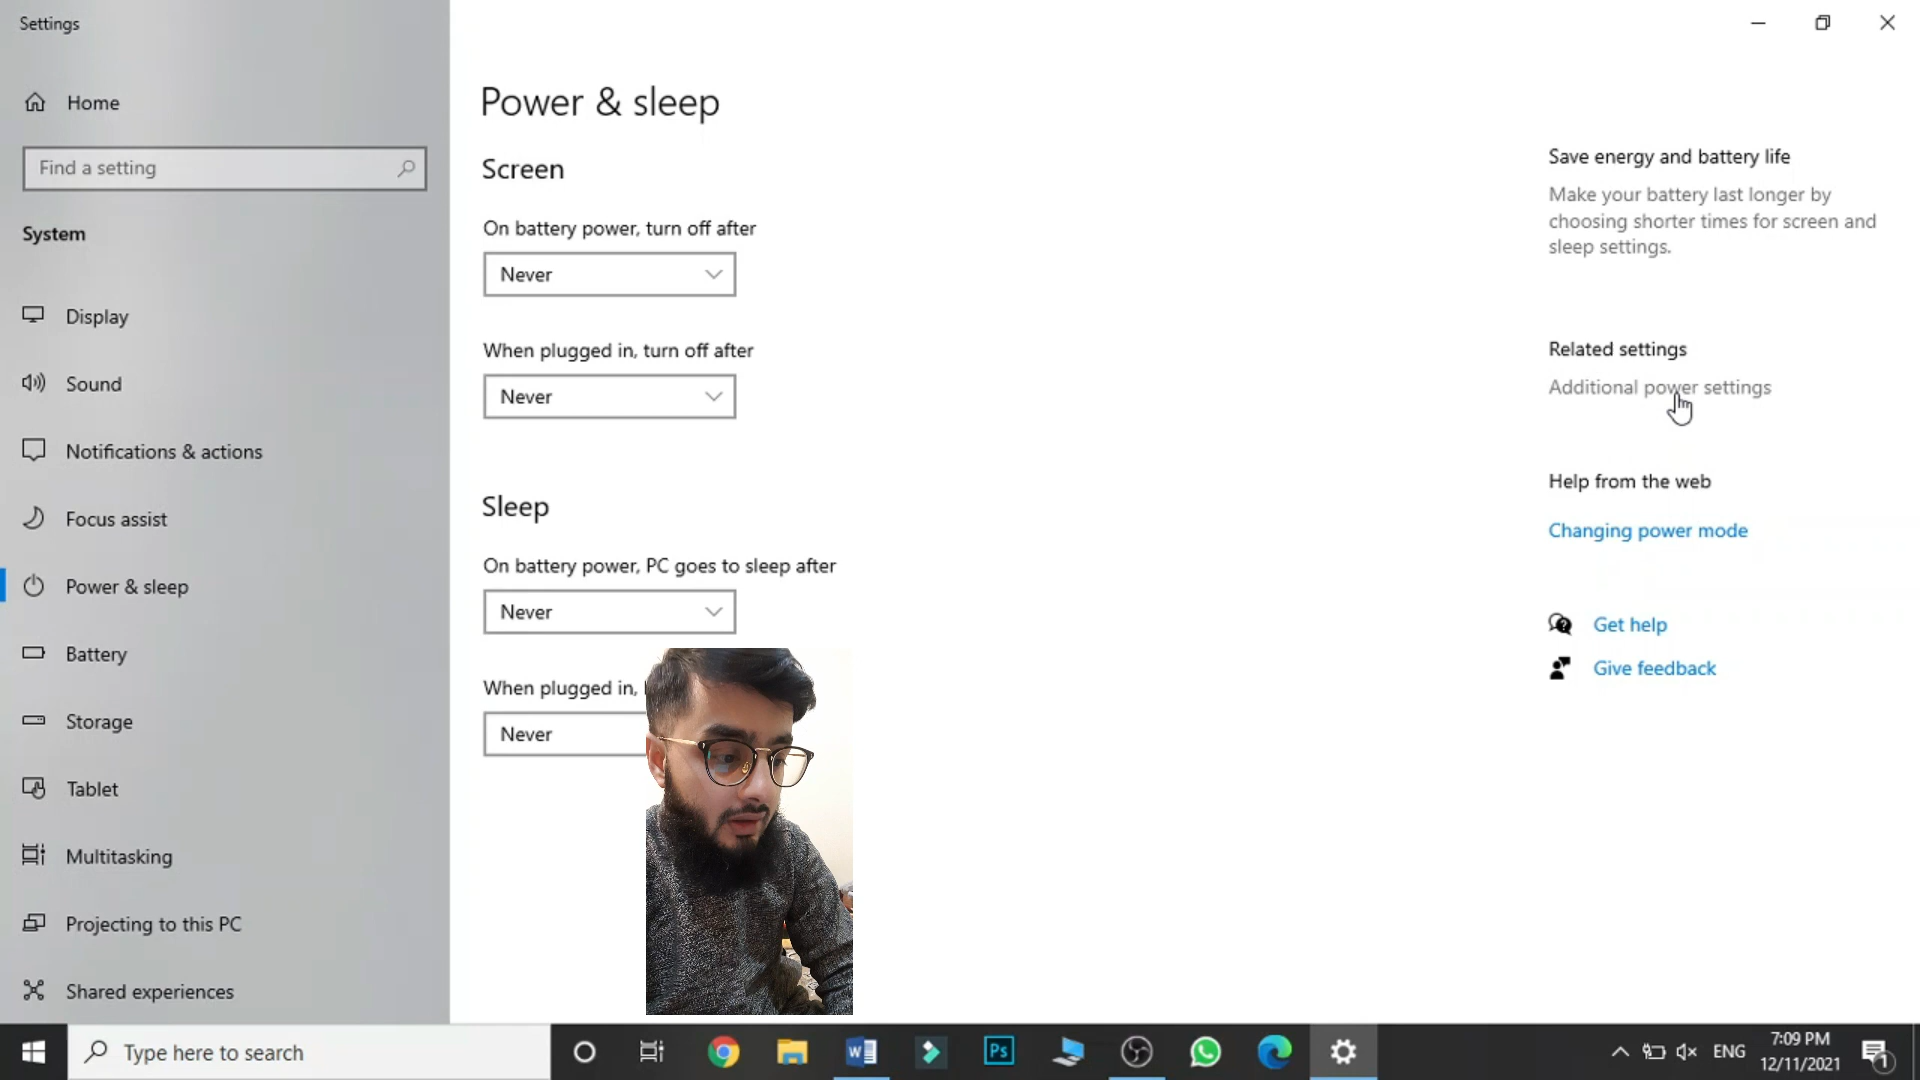 Settings
Home
Find a setting
System
Display
Sound
Notifications & actions
Focus assist
Power & sleep
Battery
Storage
Tablet
Multitasking
Projecting to this PC
Shared experiences
Power & sleep
Screen
On battery power, turn off after
Never
When plugged in, turn off after
Never
Sleep
On battery power, PC goes to sleep after
Never
When plugged in,
Never
Save energy and battery life
Make your battery last longer by
choosing shorter times for screen and
sleep settings.
Related settings
Additional power settings
Help from the web
Changing power mode
Get help
Give feedback
Type here to search
W
Ps
ENG
7:09 PM
12/11/2021
1